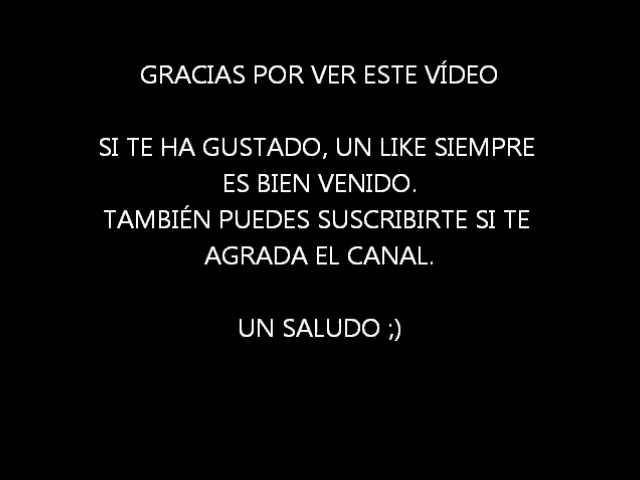 GRACIAS POR VER ESTE VÍDEO
SI TE HA GUSTADO, UN LIKE SIEMPRE
ES BIEN VENIDO.
TAMBIÉN PUEDES SUSCRIBIRTE SI TE
AGRADA EL CANAL.
UN SALUDO ;)